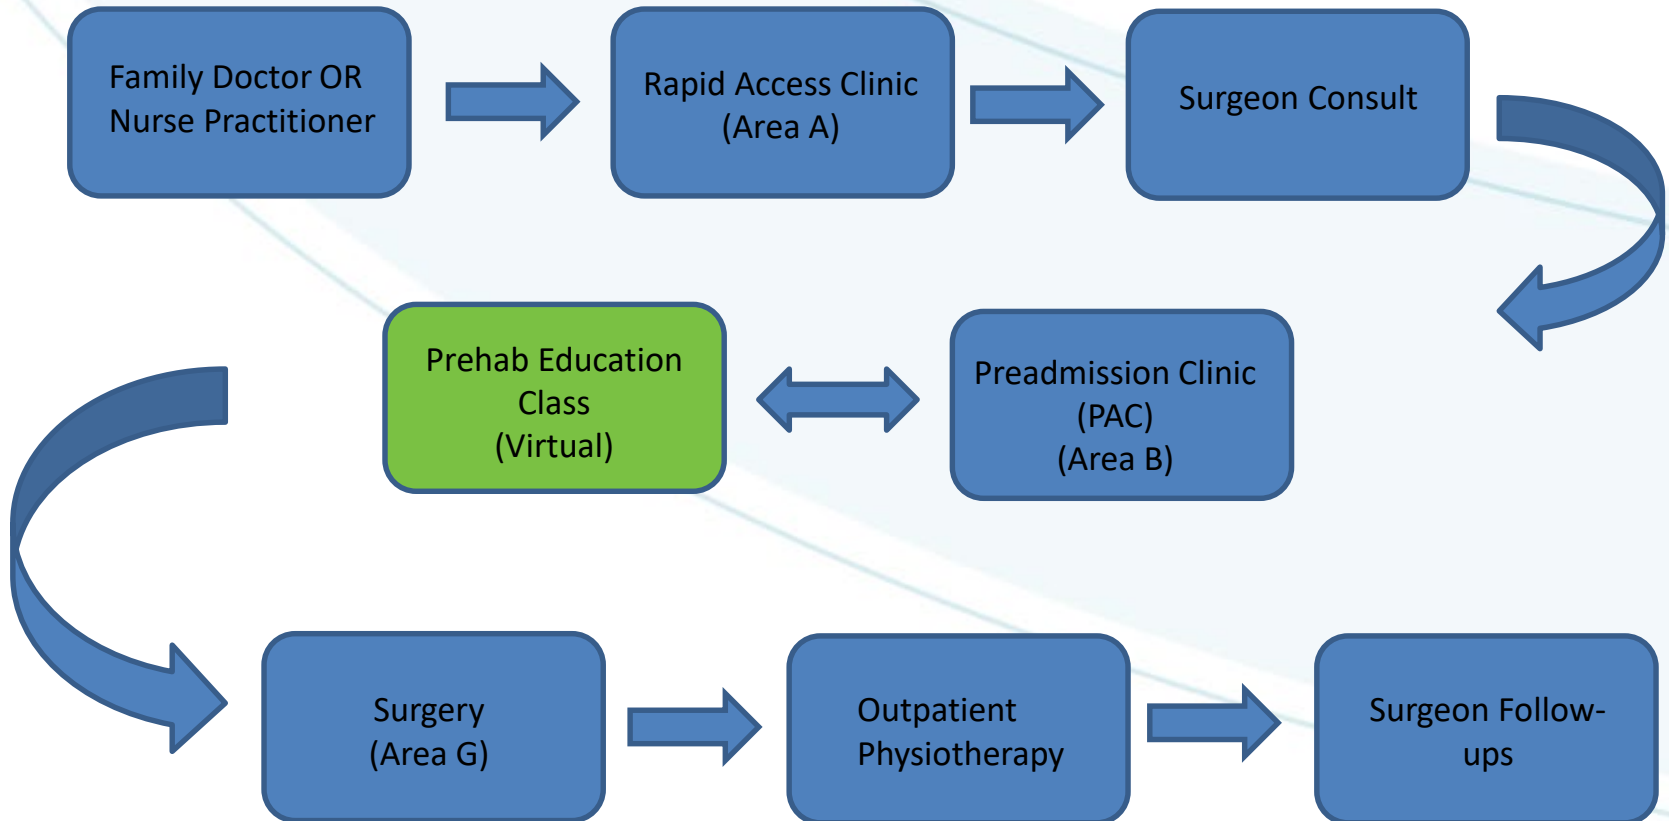 Family Doctor OR
Nurse Practitioner
Rapid Access Clinic
(Area A)
Surgeon Consult
Prehab Education
Class
(Virtual)
Preadmission Clinic
(PAC)
(Area B)
Surgery
(Area G)
Outpatient
Physiotherapy
Surgeon Follow-
ups